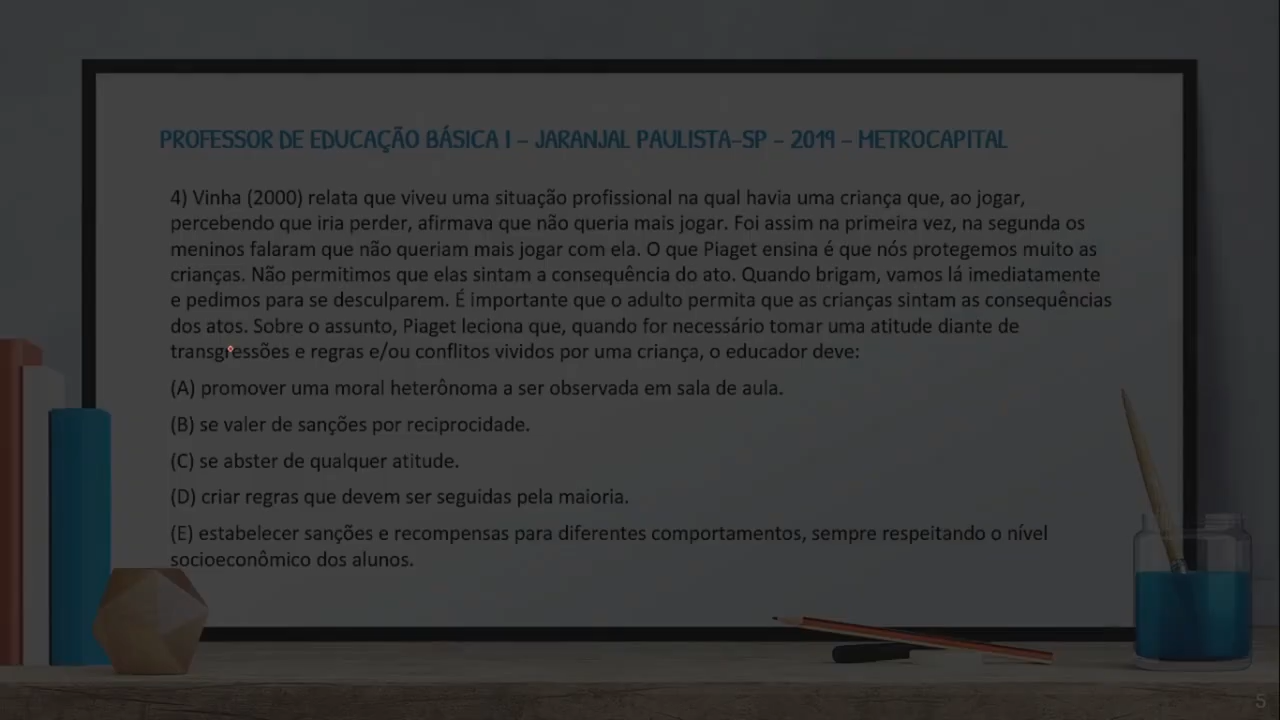 PROFESSOR DE EDUCAÇÃO BÁSICA I – JARANJAL PAULISTA-SP – 2019 – METROCAPITAL
4) Vinha (2000) relata que viveu uma situação profissional na qual havia uma criança que, ao jogar,
percebendo que iria perder, afirmava que não queria mais jogar. Foi assim na primeira vez, na segunda os
meninos falaram que não queriam mais jogar com ela. O que Piaget ensina é que nós protegemos muito as
crianças. Não permitimos que elas sintam a consequência do ato. Quando brigam, vamos lá imediatamente
e pedimos para se desculparem. É importante que o adulto permita que as crianças sintam as consequências
dos atos. Sobre o assunto, Piaget leciona que, quando for necessário tomar uma atitude diante de
transgressões e regras e/ou conflitos vividos por uma criança, o educador deve:
(A) promover uma moral heterônoma a ser observada em sala de aula.
(B) se valer de sanções por reciprocidade.
(C) se abster de qualquer atitude.
(D) criar regras que devem ser seguidas pela maioria.
(E) estabelecer sanções e recompensas para diferentes comportamentos, sempre respeitando o nível
socioeconômico dos alunos.
5